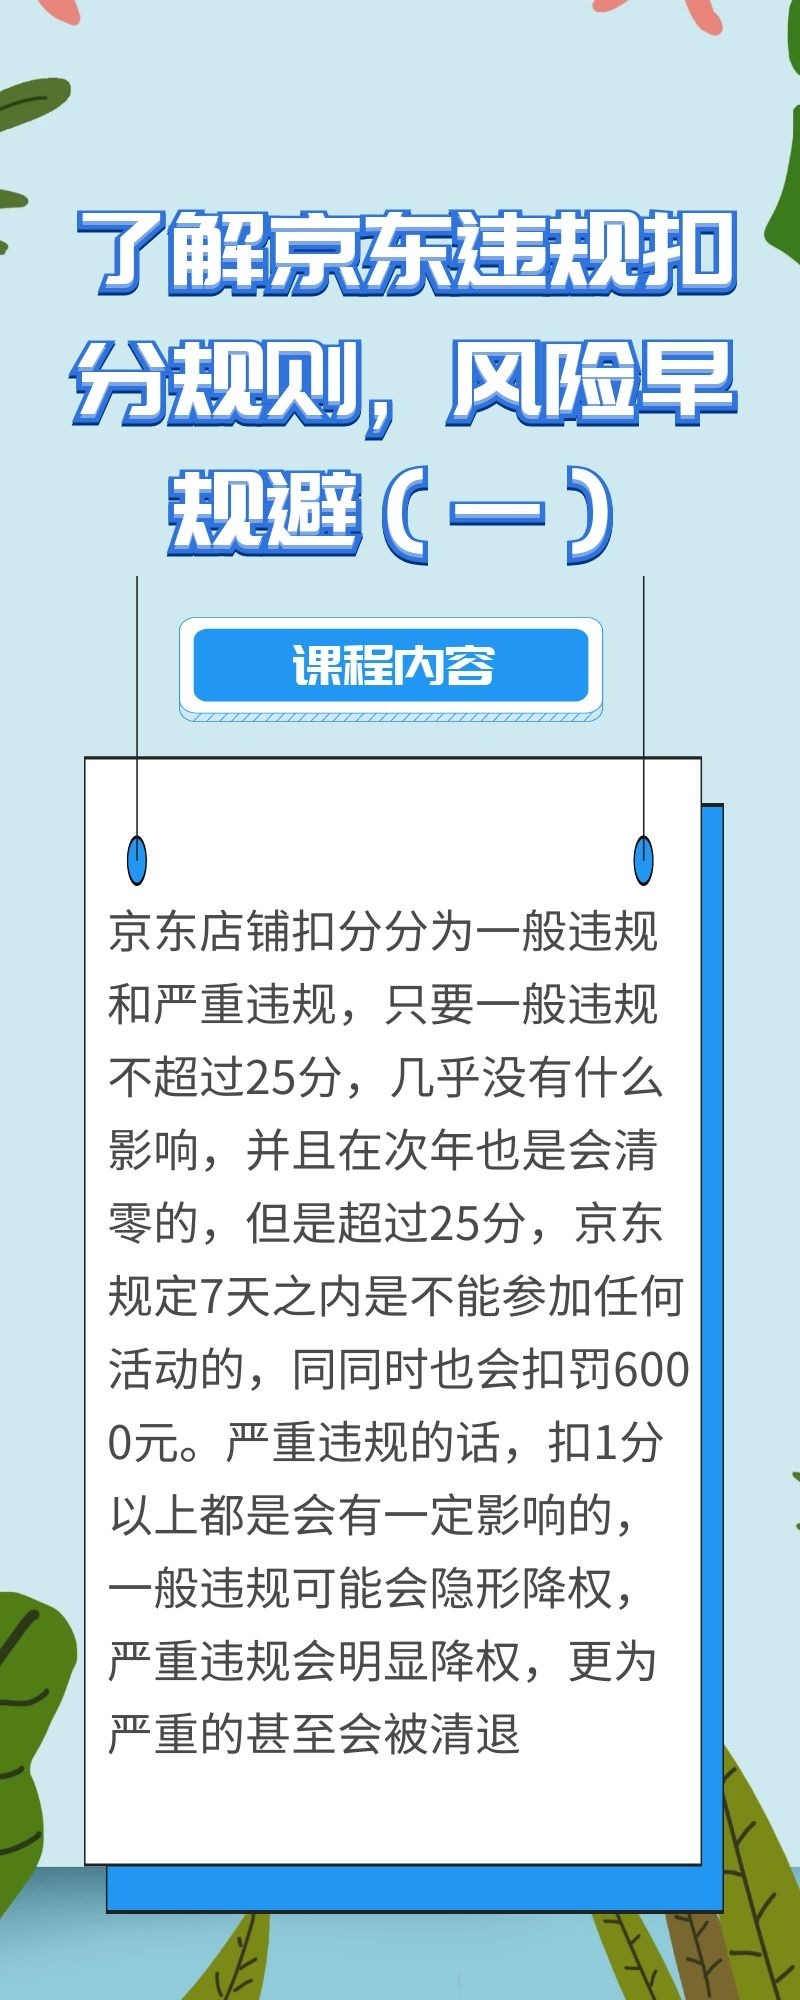 了解京东违规扣
分规则，风险早
规避（一）
课程内容
京东店铺扣分分为一般违规
和严重违规，只要一般违规
不超过25分，几乎没有什么
影响，并且在次年也是会清
零的，但是超过25分，京东
规定7天之内是不能参加任何
活动的，同同时也会扣罚600
0元。严重违规的话，扣1分
以上都是会有一定影响的，
一般违规可能会隐形降权，
严重违规会明显降权，更为
严重的甚至会被清退